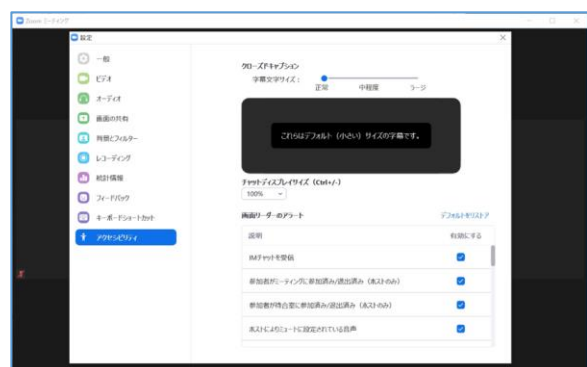 Zoom ミーティング
設定
一般
ビデオ
オーディオ
画面の共有
背景とフィルター
レコーディング
統計情報
フィードバック
キーボードショートカット
アクセシビリティ
クローズドキャプション
字幕文字サイズ：
正常 中程度 ラージ
これらはデフォルト（小さい）サイズの字幕です。
チャットディスプレイサイズ（Ctrl+/-）
100%
画面リーダーのアラート デフォルトをリストア
説明 有効にする
IMチャットを受信
参加者がミーティングに参加済み/退出済み（ホストのみ）
参加者が待合室に参加済み/退出済み（ホストのみ）
ホストによりミュートに設定されている音声